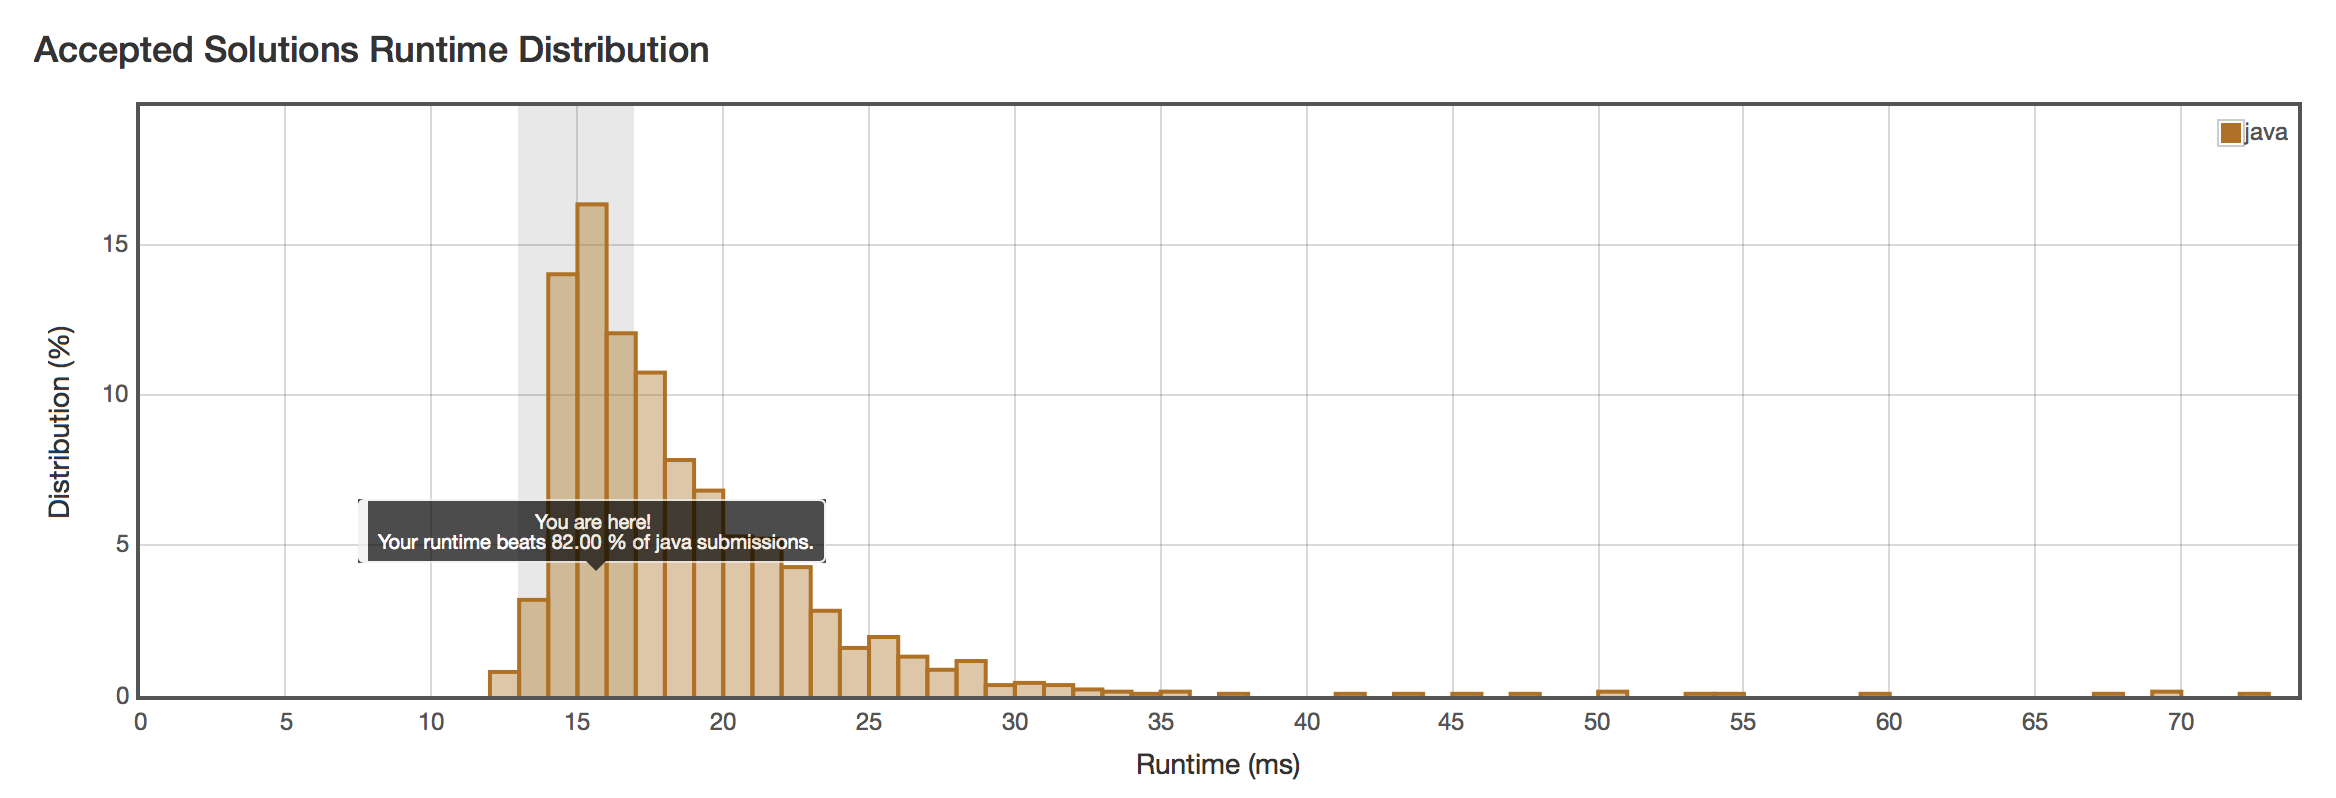 Accepted Solutions Runtime Distribution
java
15
10
5
0
Distribution (%)
You are here!
Your runtime beats 82.00 % of java submissions.
0 5 10 15 20 25 30 35 40 45 50 55 60 65 70
Runtime (ms)